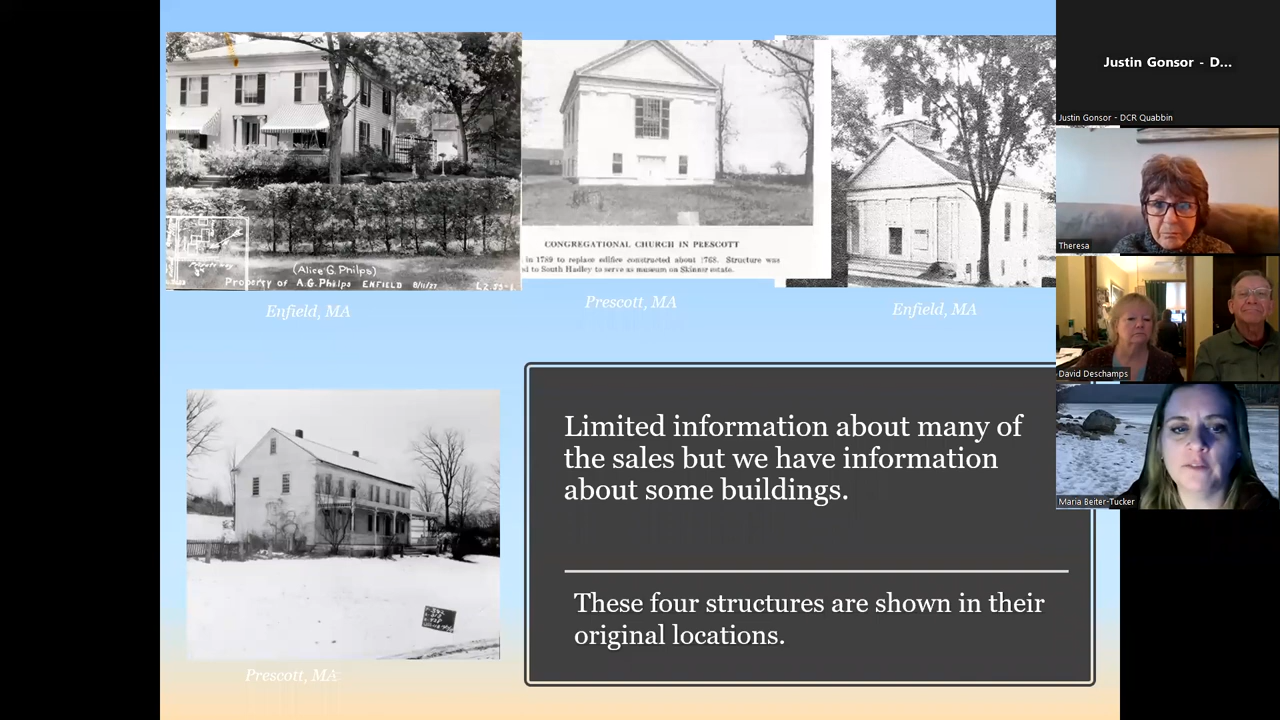 (Alice G. Philps)
Property of A.G. Philps ENFIELD 8/11/27
Enfield, MA
CONGREGATIONAL CHURCH IN PRESCOTT
in 1789 to replace edifice constructed about 1768. Structure was
d to South Hadley to serve as museum on Skinner estate.
Prescott, MA
Enfield, MA
Prescott, MA
Limited information about many of
the sales but we have information
about some buildings.
These four structures are shown in their
original locations.
Justin Gonsor - D...
Justin Gonsor - DCR Quabbin
Theresa
David Deschamps
Maria Beiter-Tucker